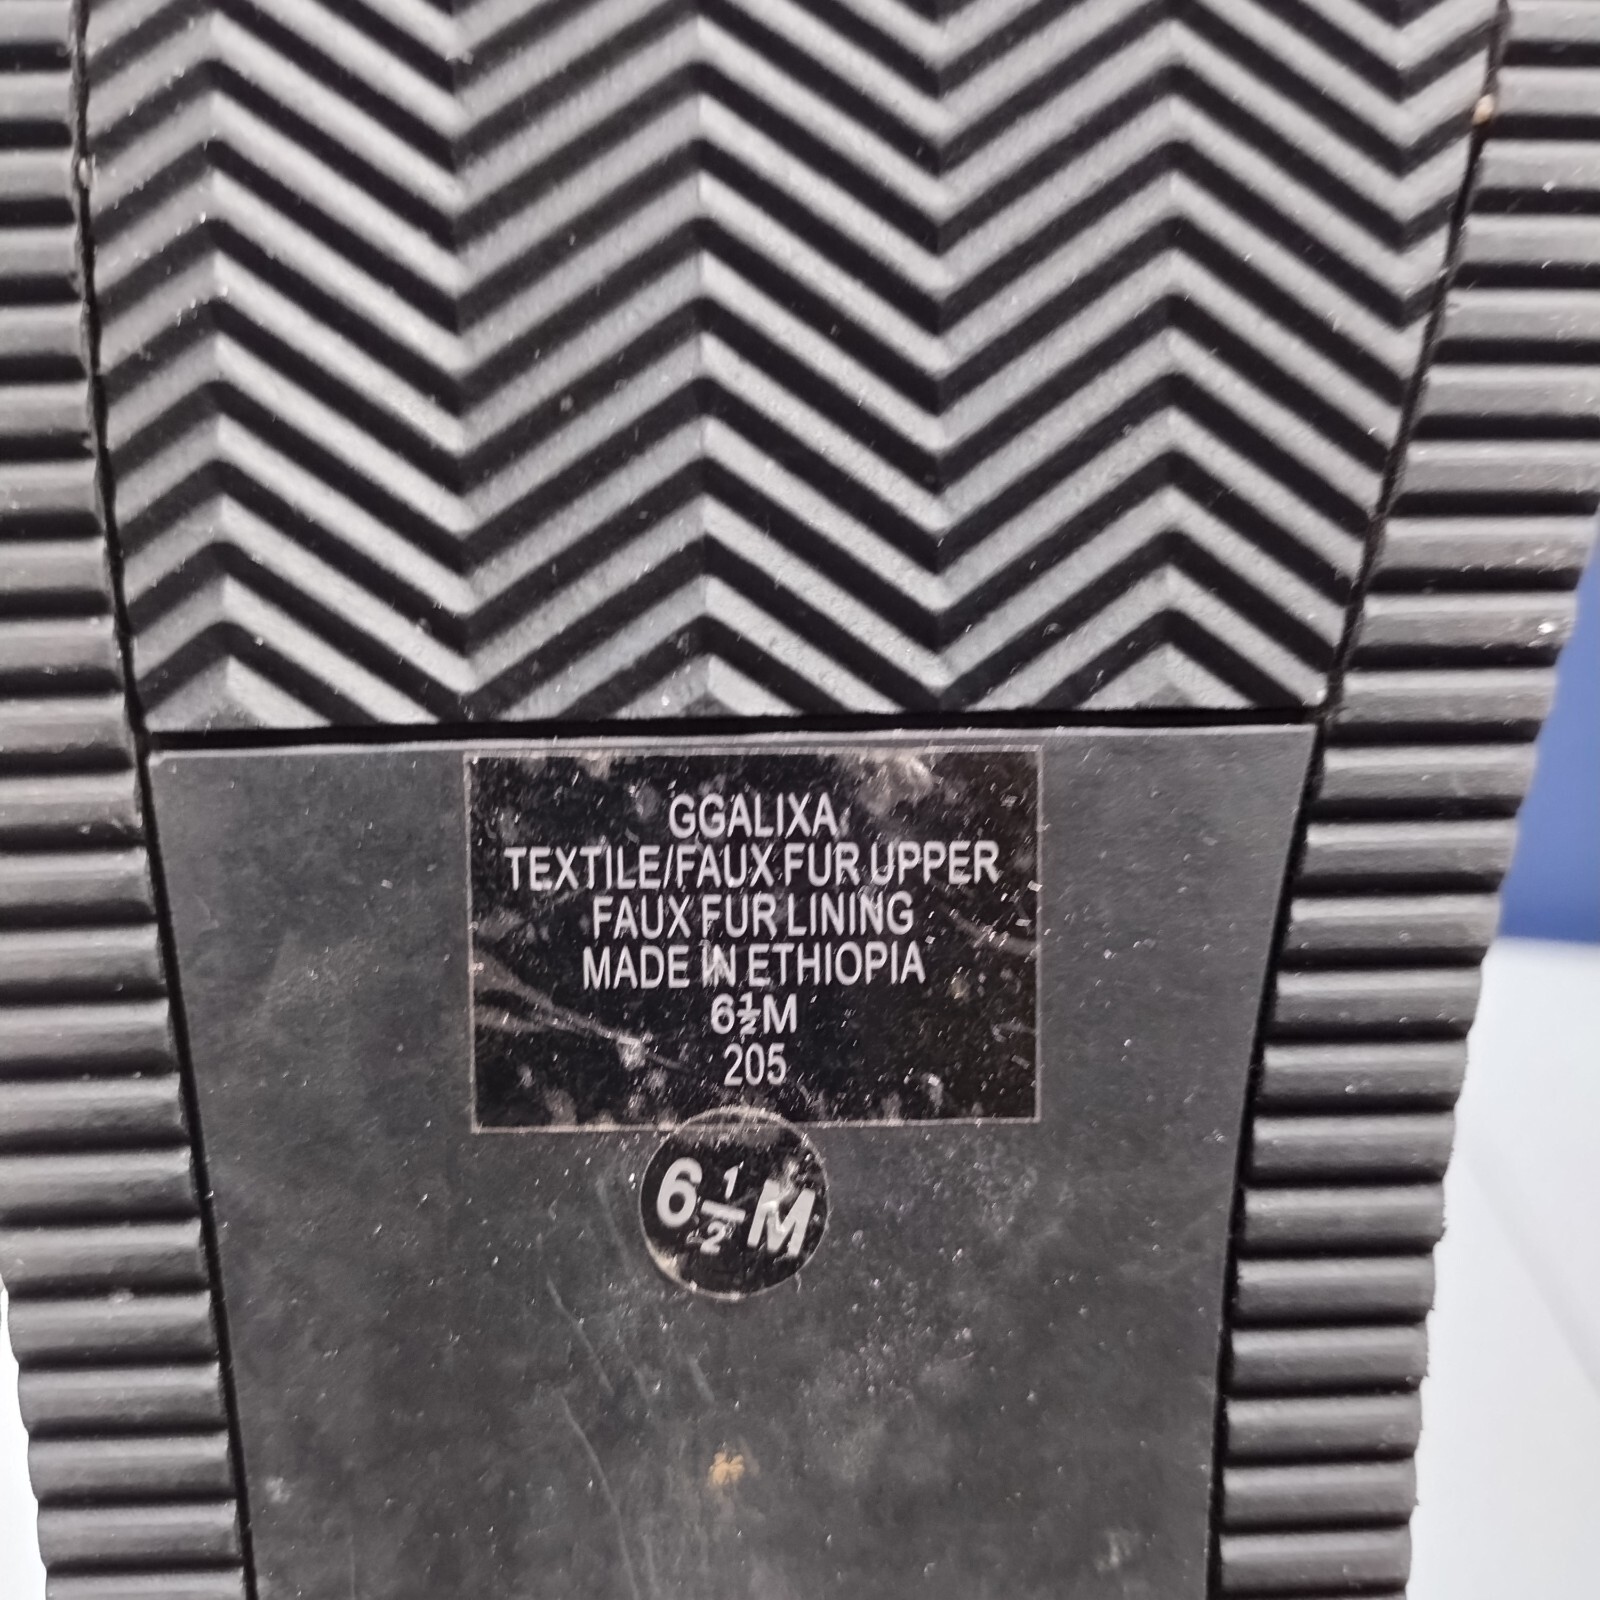 GGALIXA
TEXTILE/FAUX FUR UPPER
FAUX FUR LINING
MADE IN ETHIOPIA
6½M
205
6½M